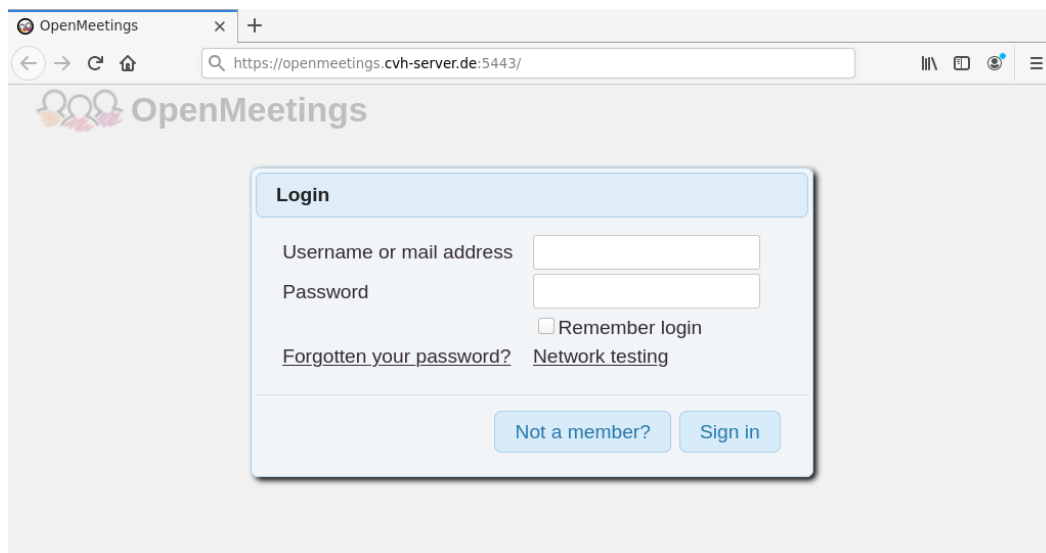 OpenMeetings
https://openmeetings.cvh-server.de:5443/
OpenMeetings
Login
Username or mail address
Password
Remember login
Forgotten your password? Network testing
Not a member? Sign in